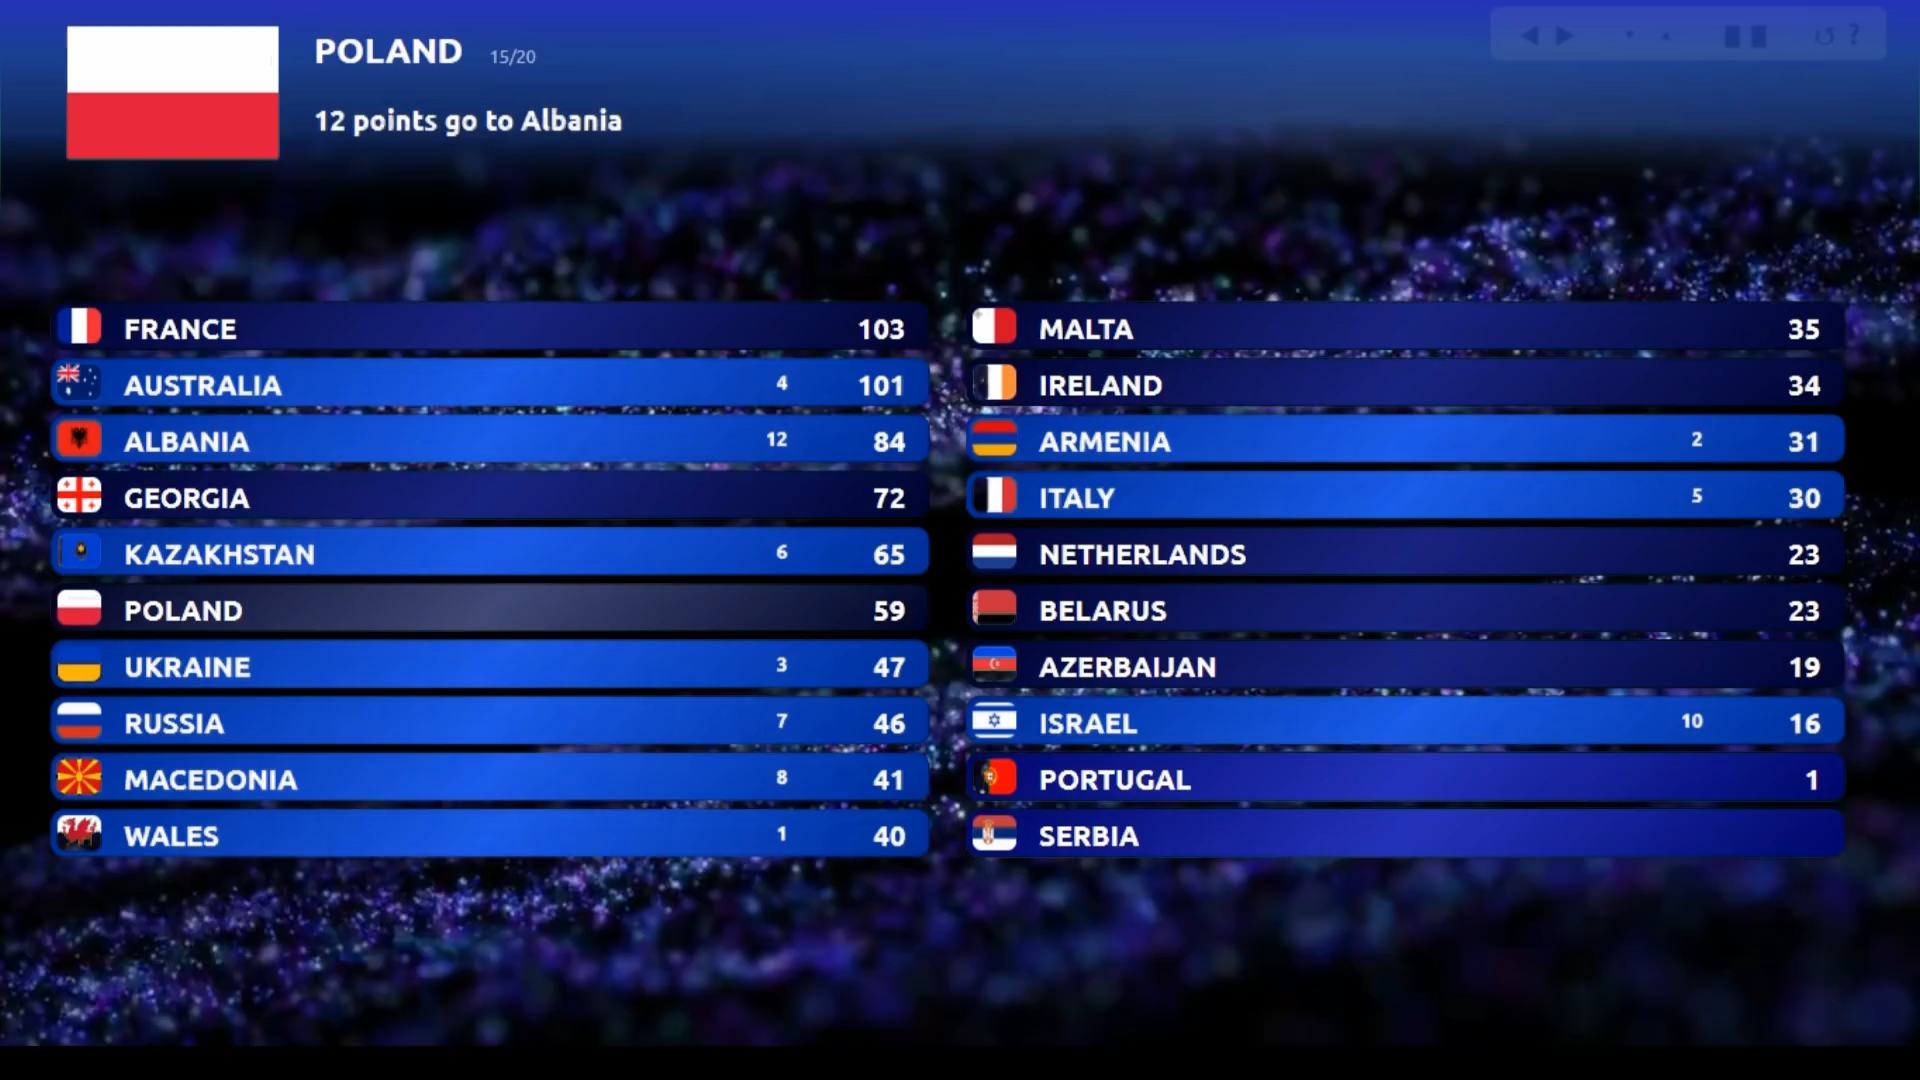 POLAND 15/20
12 points go to Albania
FRANCE 103
AUSTRALIA 4 101
ALBANIA 12 84
GEORGIA 72
KAZAKHSTAN 6 65
POLAND 59
UKRAINE 3 47
RUSSIA 7 46
MACEDONIA 8 41
WALES 1 40
MALTA 35
IRELAND 34
ARMENIA 2 31
ITALY 5 30
NETHERLANDS 23
BELARUS 23
AZERBAIJAN 19
ISRAEL 10 16
PORTUGAL 1
SERBIA
?